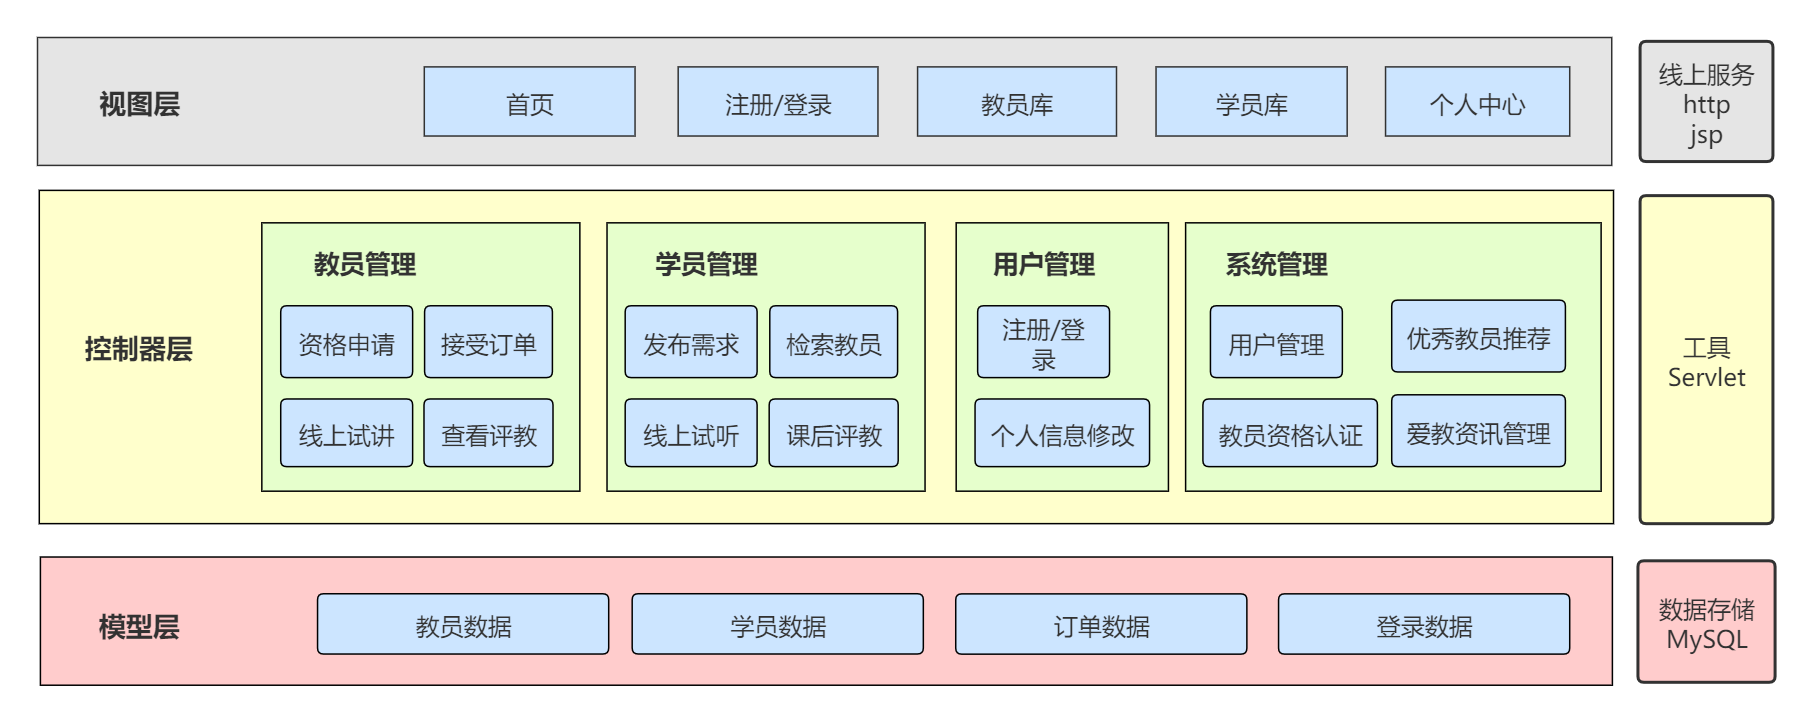 视图层
首页
注册/登录
教员库
学员库
个人中心
线上服务
http
jsp
控制器层
教员管理
资格申请
接受订单
线上试讲
查看评教
学员管理
发布需求
检索教员
线上试听
课后评教
用户管理
注册/登
录
个人信息修改
系统管理
用户管理
优秀教员推荐
教员资格认证
爱教资讯管理
工具
Servlet
模型层
教员数据
学员数据
订单数据
登录数据
数据存储
MySQL